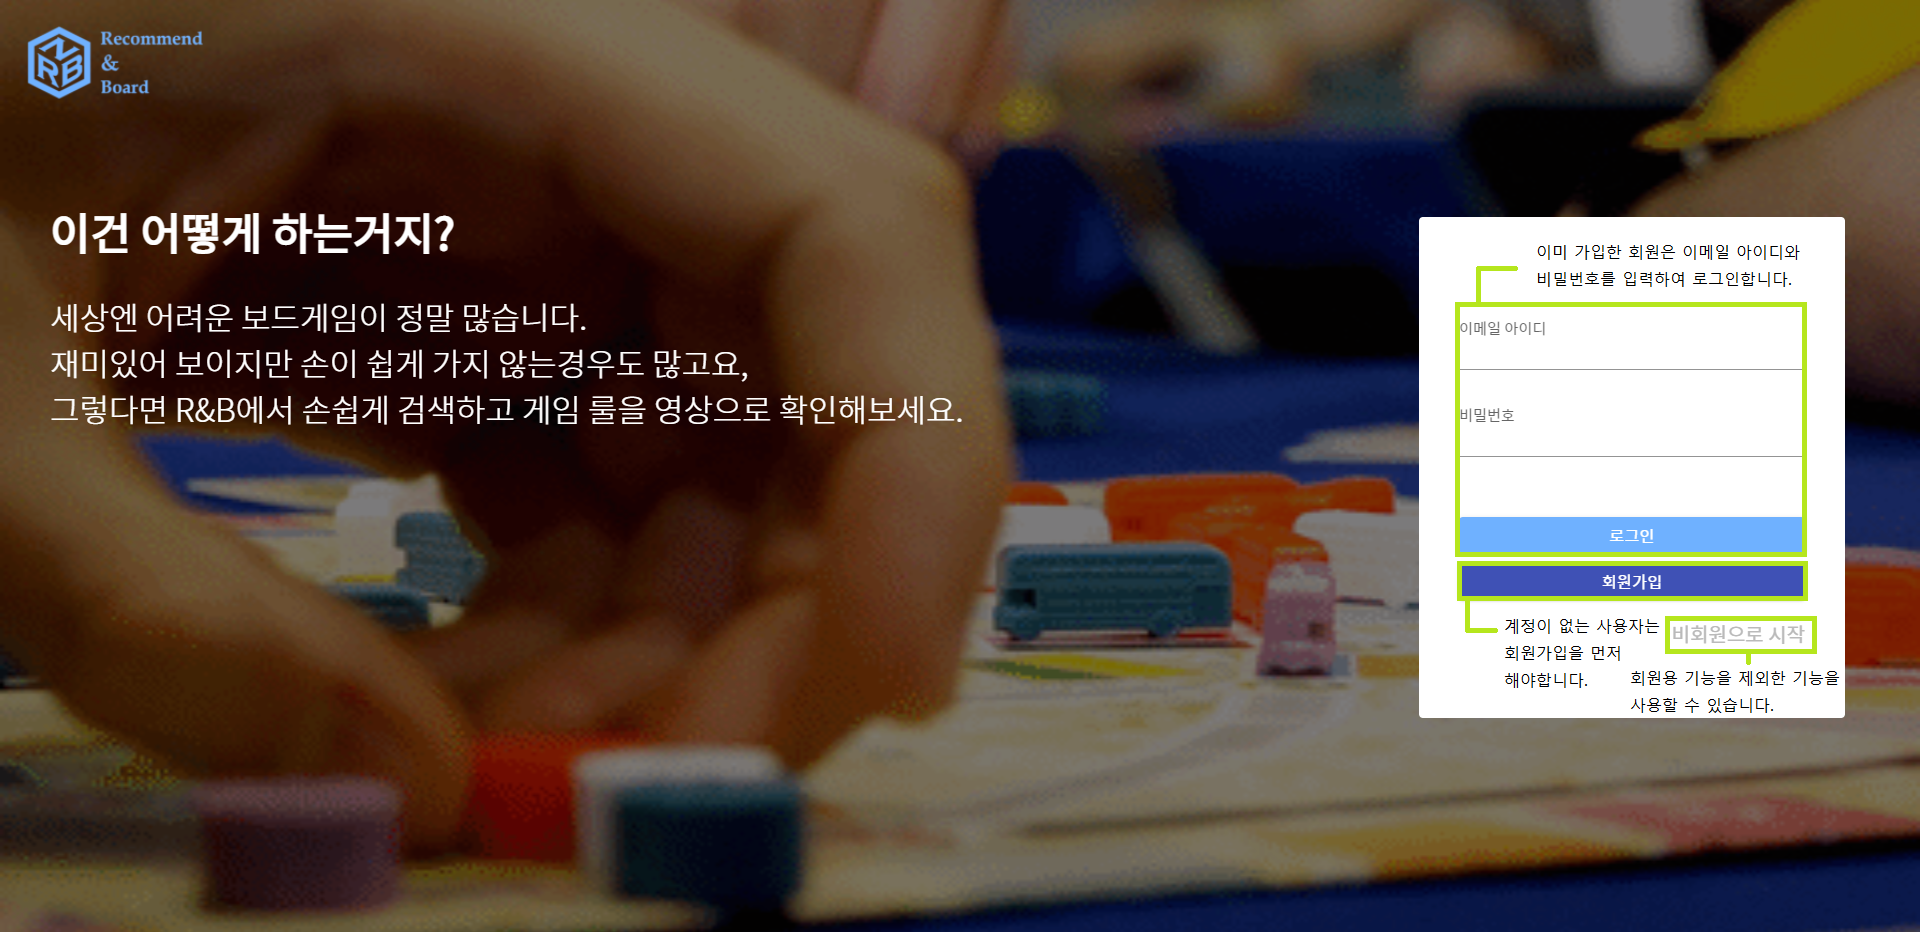 Recommend
&
Board
이건 어떻게 하는거지?
세상엔 어려운 보드게임이 정말 많습니다.
재미있어 보이지만 손이 쉽게 가지 않는경우도 많고요,
그렇다면 R&B에서 손쉽게 검색하고 게임 룰을 영상으로 확인해보세요.
이미 가입한 회원은 이메일 아이디와
비밀번호를 입력하여 로그인합니다.
이메일 아이디
비밀번호
로그인
회원가입
계정이 없는 사용자는
회원가입을 먼저
해야합니다.
비회원으로 시작
회원용 기능을 제외한 기능을
사용할 수 있습니다.